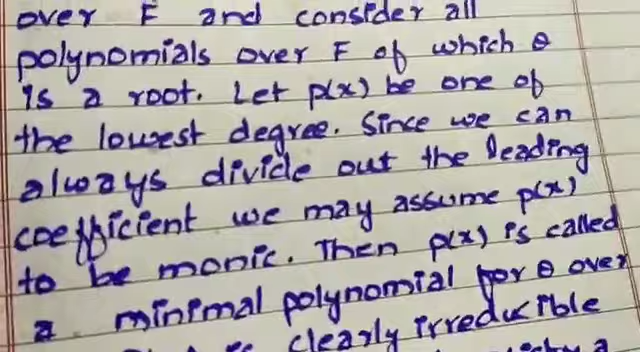 over F and consider all
polynomials over F of which θ
is a root. Let p(x) be one of
the lowest degree. Since we can
always divide out the leading
coefficient we may assume p(x)
to be monic. Then p(x) is called
a minimal polynomial for θ over
clearly irreducible
a